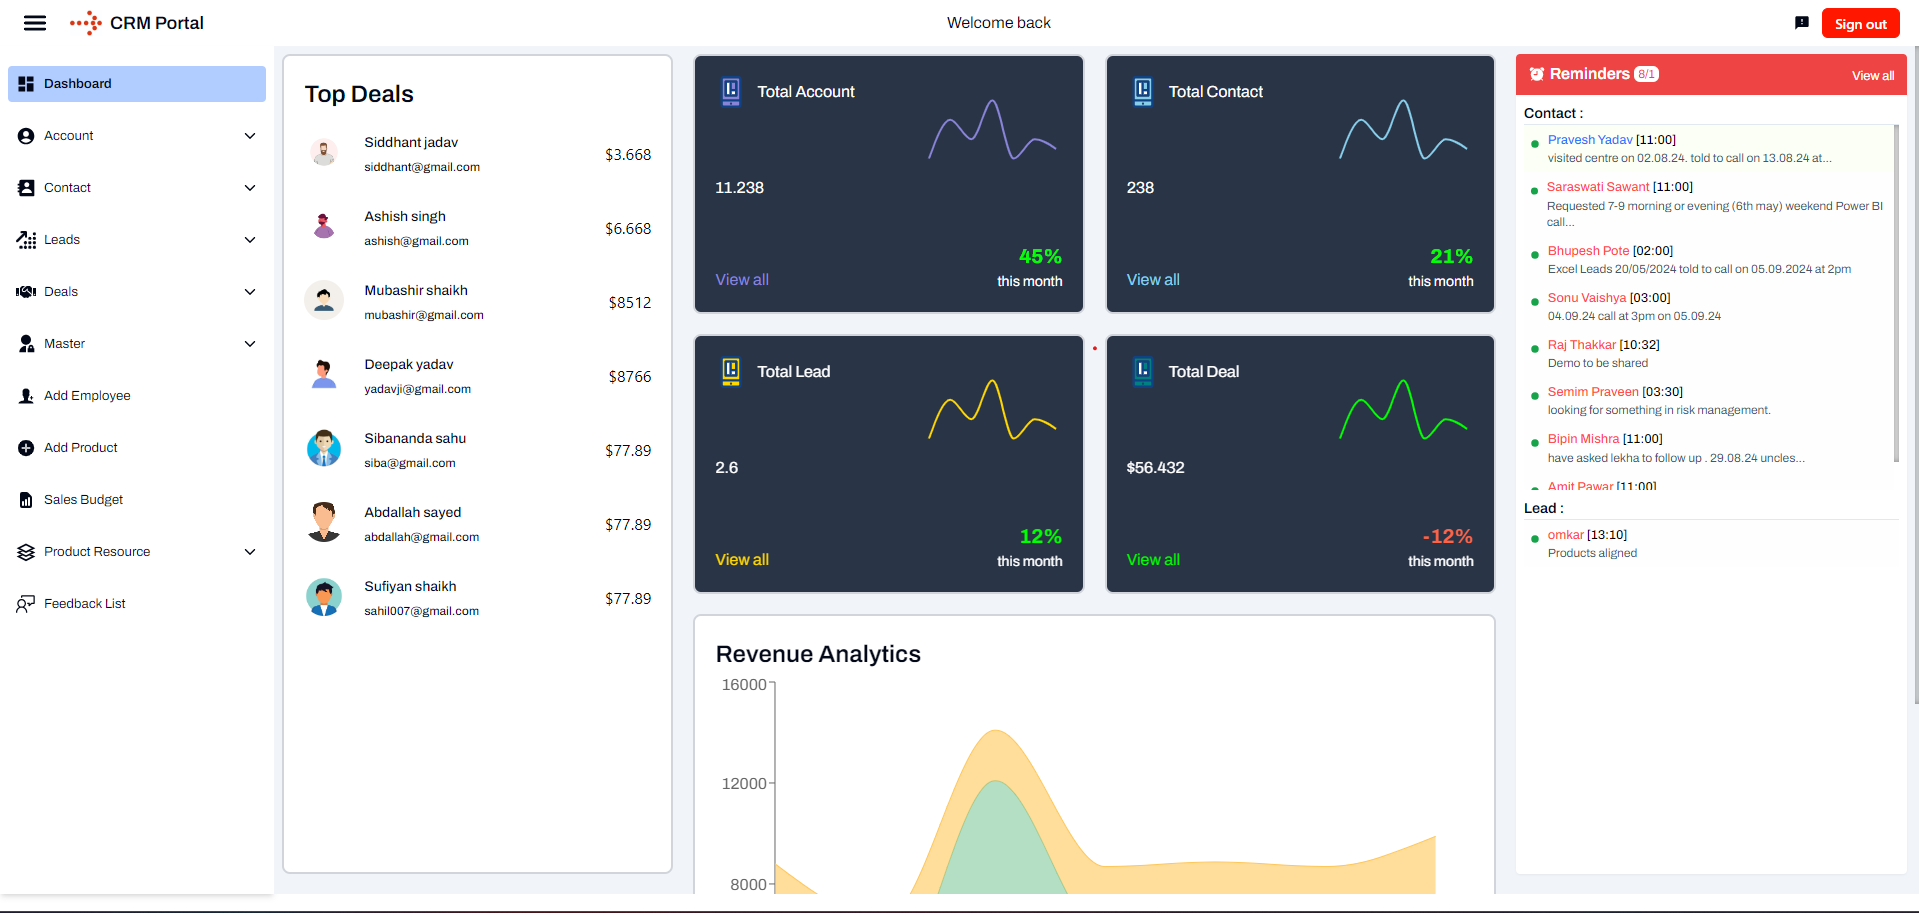 CRM Portal
Welcome back
Sign out
Dashboard
Account
Contact
Leads
Deals
Master
Add Employee
Add Product
Sales Budget
Product Resource
Feedback List
Top Deals
Siddhant jadav
siddhant@gmail.com
$3.668
Ashish singh
ashish@gmail.com
$6.668
Mubashir shaikh
mubashir@gmail.com
$8512
Deepak yadav
yadavji@gmail.com
$8766
Sibananda sahu
siba@gmail.com
$77.89
Abdallah sayed
abdallah@gmail.com
$77.89
Sufiyan shaikh
sahil007@gmail.com
$77.89
Total Account
11.238
View all
45%
this month
Total Contact
238
View all
21%
this month
Total Lead
2.6
View all
12%
this month
Total Deal
$56.432
View all
-12%
this month
Revenue Analytics
16000
12000
8000
Reminders 8/1
View all
Contact :
Pravesh Yadav [11:00]
visited centre on 02.08.24. told to call on 13.08.24 at...
Saraswati Sawant [11:00]
Requested 7-9 morning or evening (6th may) weekend Power BI
call...
Bhupesh Pote [02:00]
Excel Leads 20/05/2024 told to call on 05.09.2024 at 2pm
Sonu Vaishya [03:00]
04.09.24 call at 3pm on 05.09.24
Raj Thakkar [10:32]
Demo to be shared
Semim Praveen [03:30]
looking for something in risk management.
Bipin Mishra [11:00]
have asked lekha to follow up . 29.08.24 uncles...
Amit Pawar [11:00]
Lead :
omkar [13:10]
Products aligned